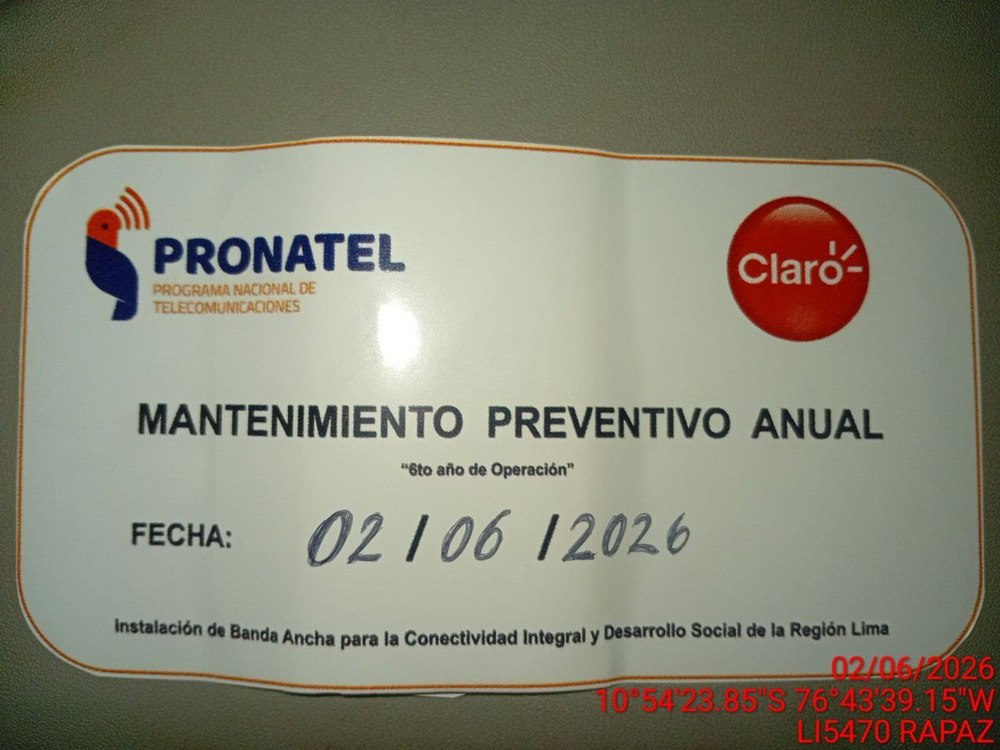 PRONATEL
PROGRAMA NACIONAL DE
TELECOMUNICACIONES
Claro
MANTENIMIENTO PREVENTIVO ANUAL
“6to año de Operación”
FECHA: 02 / 06 / 2026
Instalación de Banda Ancha para la Conectividad Integral y Desarrollo Social de la Región Lima
02/06/2026
10°54'23.85"S 76°43'39.15"W
LI5470 RAPAZ